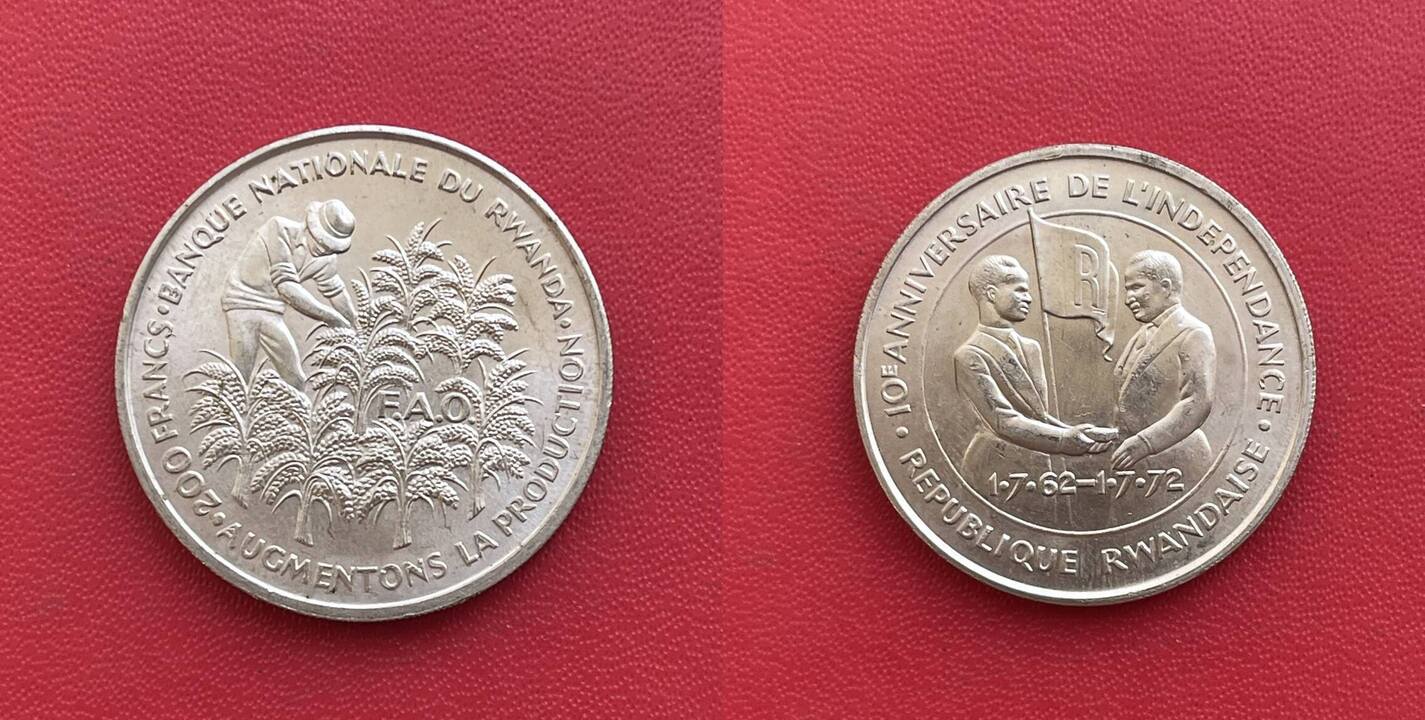 200 FRANCS • BANQUE NATIONALE DU RWANDA •
AUGMENTONS LA PRODUCTION •
F.A.O
10E ANNIVERSAIRE DE L'INDEPENDANCE •
REPUBLIQUE RWANDAISE •
R
1•7•62–1•7•72